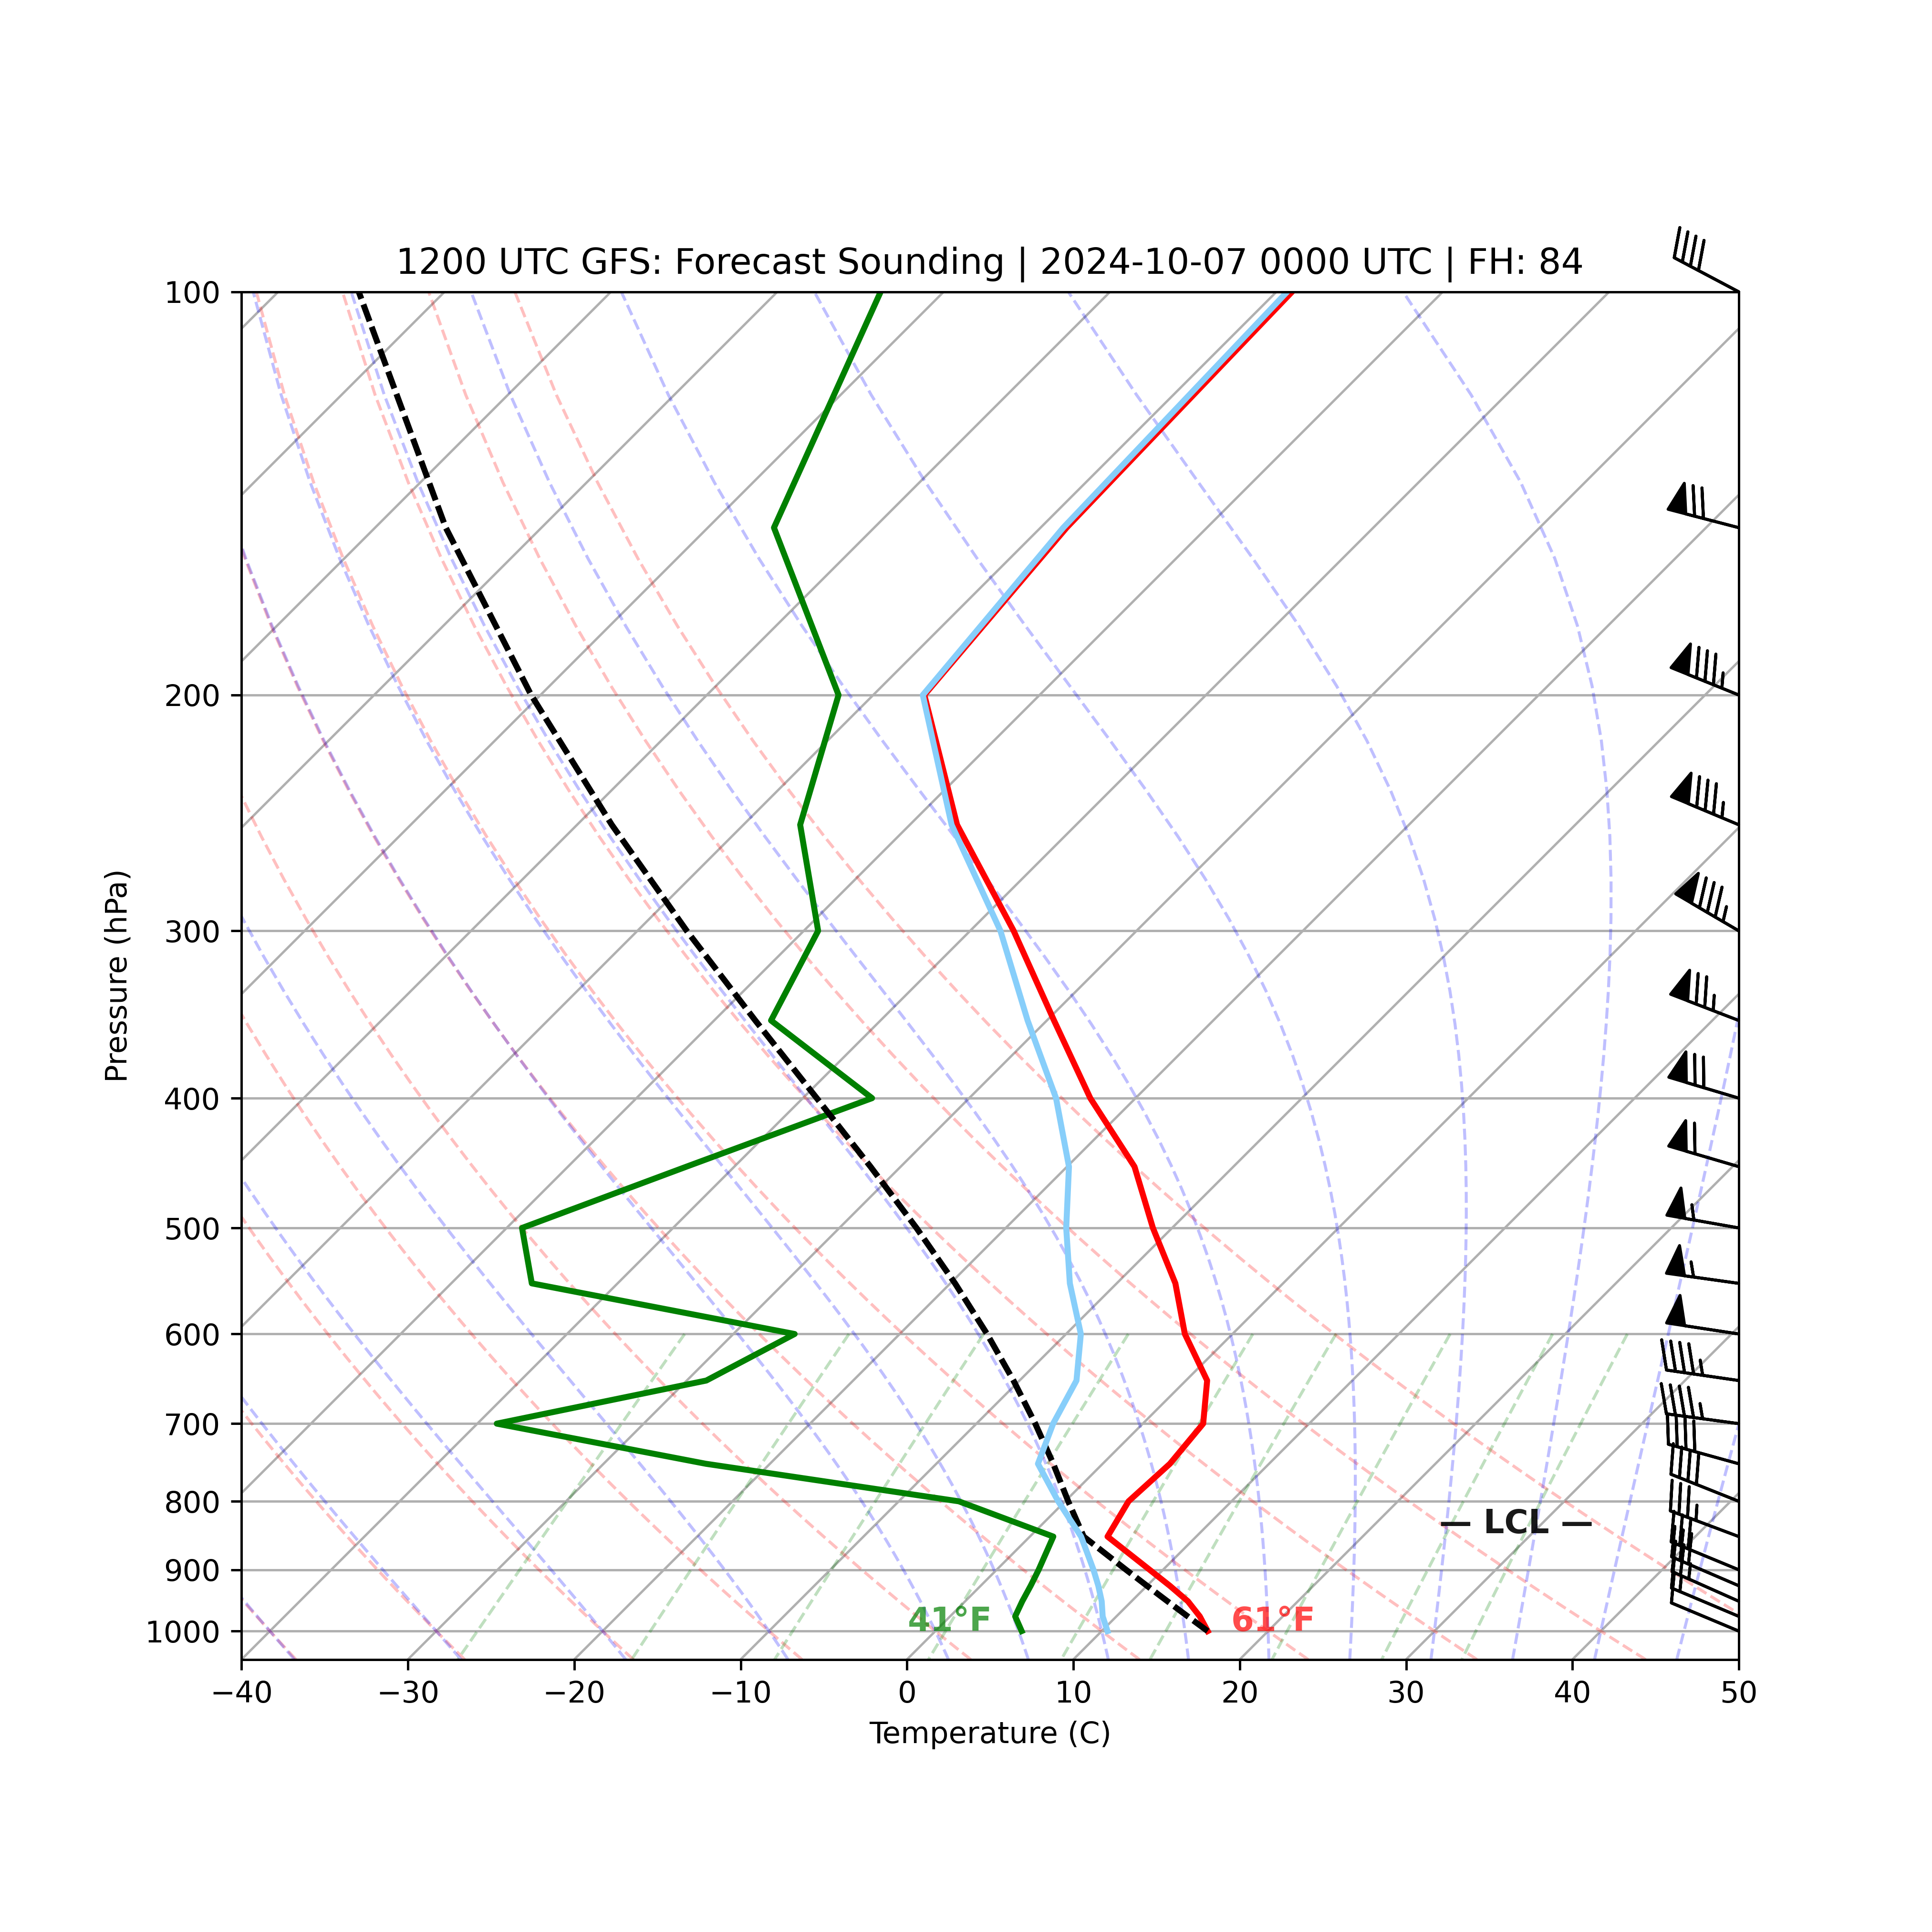 1200 UTC GFS: Forecast Sounding | 2024-10-07 0000 UTC | FH: 84
100
200
300
400
500
600
700
800
900
1000
Pressure (hPa)
— LCL —
41°F
61°F
−40 −30 −20 −10 0 10 20 30 40 50
Temperature (C)